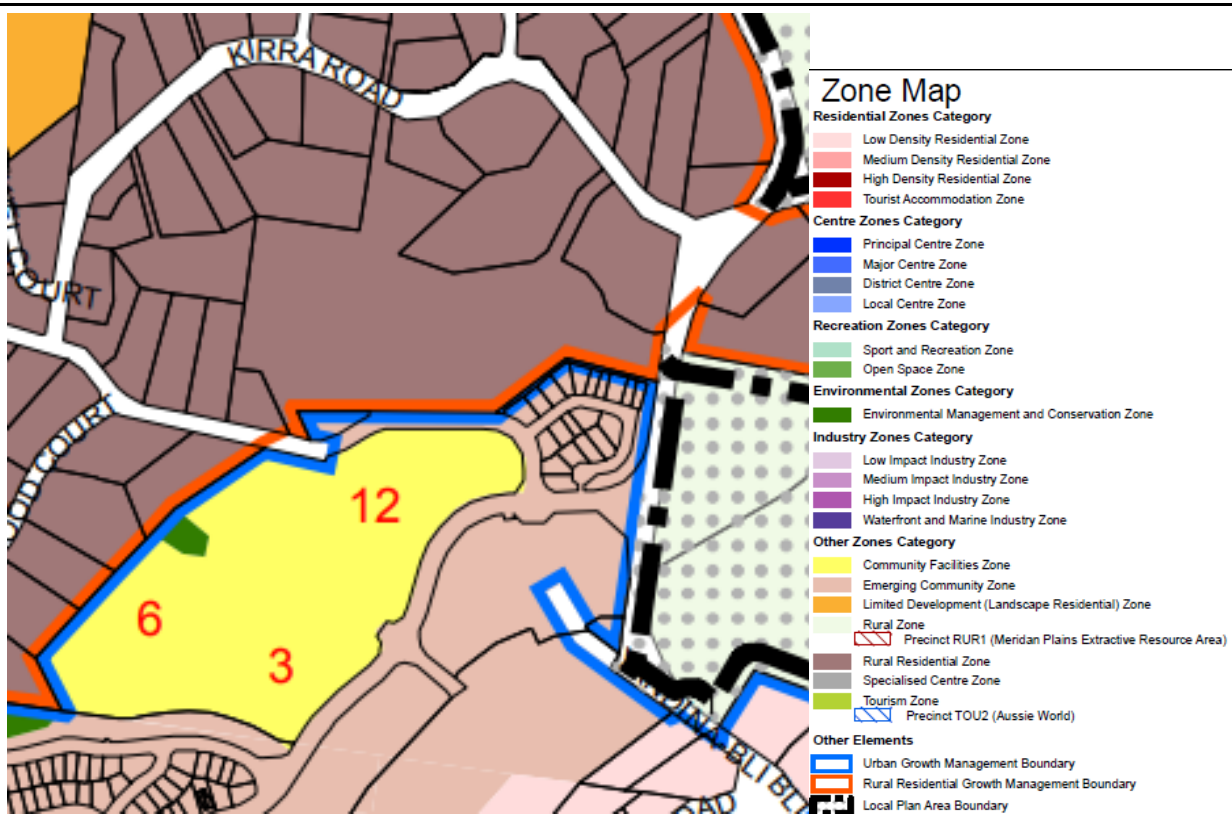 KIRRA ROAD
COURT
OOD COURT
12
6
3
BLI BLI
OAD
Zone Map
Residential Zones Category
Low Density Residential Zone
Medium Density Residential Zone
High Density Residential Zone
Tourist Accommodation Zone
Centre Zones Category
Principal Centre Zone
Major Centre Zone
District Centre Zone
Local Centre Zone
Recreation Zones Category
Sport and Recreation Zone
Open Space Zone
Environmental Zones Category
Environmental Management and Conservation Zone
Industry Zones Category
Low Impact Industry Zone
Medium Impact Industry Zone
High Impact Industry Zone
Waterfront and Marine Industry Zone
Other Zones Category
Community Facilities Zone
Emerging Community Zone
Limited Development (Landscape Residential) Zone
Rural Zone
Precinct RUR1 (Meridan Plains Extractive Resource Area)
Rural Residential Zone
Specialised Centre Zone
Tourism Zone
Precinct TOU2 (Aussie World)
Other Elements
Urban Growth Management Boundary
Rural Residential Growth Management Boundary
Local Plan Area Boundary